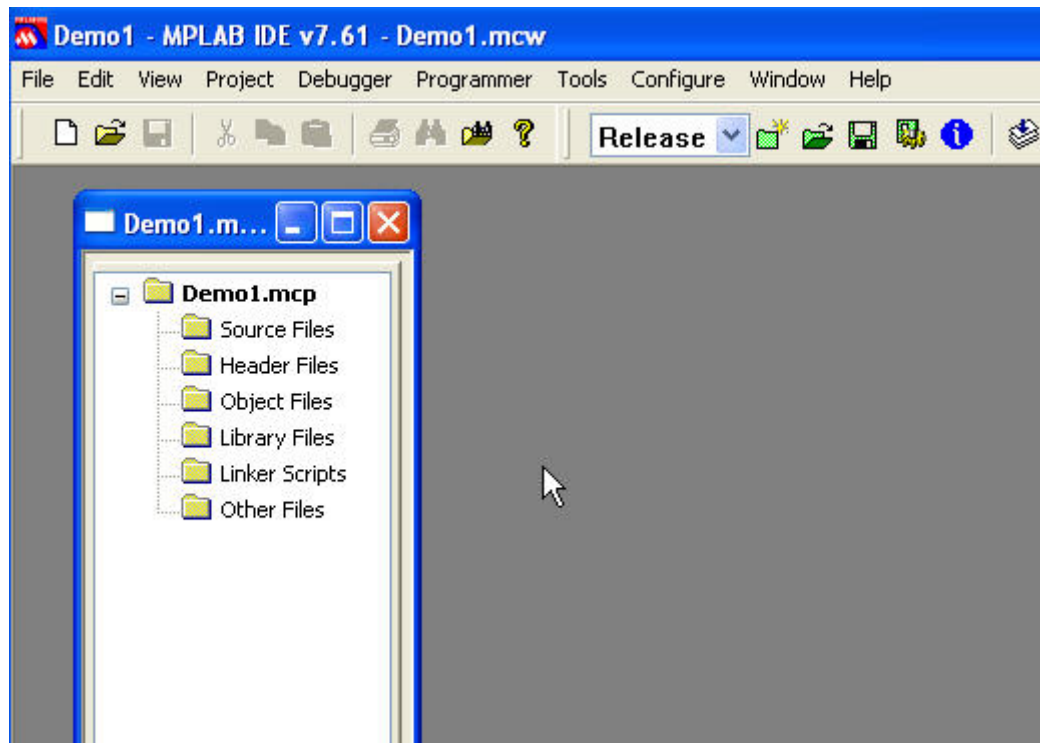 Demo1 - MPLAB IDE v7.61 - Demo1.mcw
File Edit View Project Debugger Programmer Tools Configure Window Help
Release
Demo1.m...
Demo1.mcp
Source Files
Header Files
Object Files
Library Files
Linker Scripts
Other Files